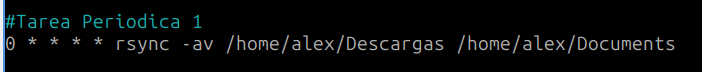 #Tarea Periodica 1
0 * * * * rsync -av /home/alex/Descargas /home/alex/Documents